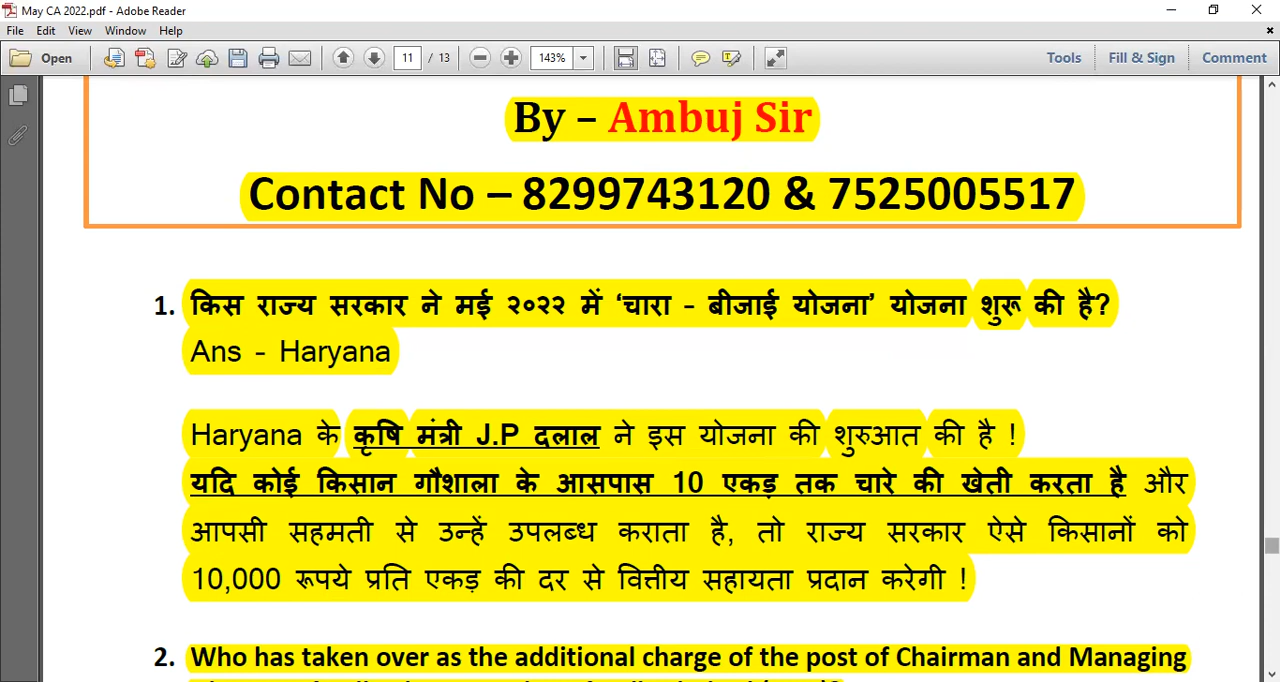 May CA 2022.pdf - Adobe Reader
File Edit View Window Help
Open 11 / 13 143% Tools Fill & Sign Comment
By – Ambuj Sir
Contact No – 8299743120 & 7525005517
1. किस राज्य सरकार ने मई २०२२ में ‘चारा - बीजाई योजना’ योजना शुरू की है?
Ans - Haryana
Haryana के कृषि मंत्री J.P दलाल ने इस योजना की शुरुआत की है !
यदि कोई किसान गौशाला के आसपास 10 एकड़ तक चारे की खेती करता है और
आपसी सहमती से उन्हें उपलब्ध कराता है, तो राज्य सरकार ऐसे किसानों को
10,000 रूपये प्रति एकड़ की दर से वित्तीय सहायता प्रदान करेगी !
2. Who has taken over as the additional charge of the post of Chairman and Managing